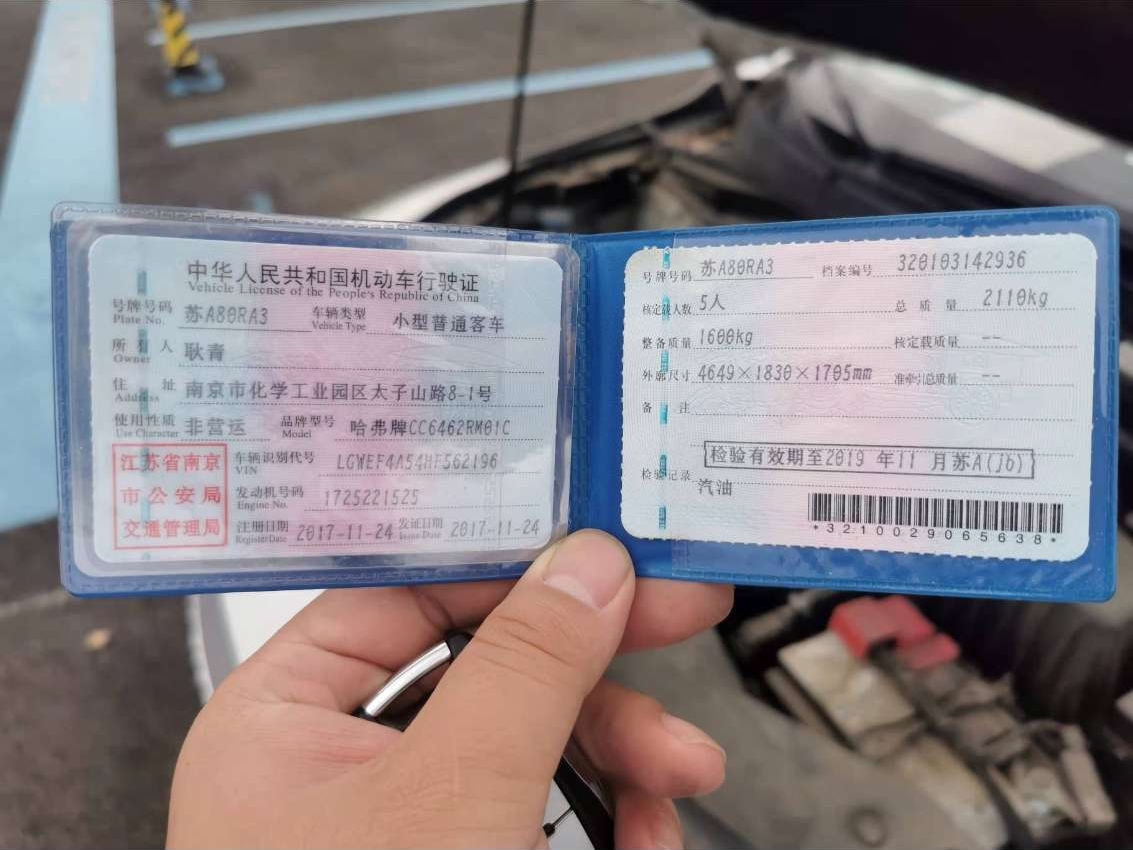 中华人民共和国机动车行驶证
Vehicle License of the People's Republic of China
号牌号码 苏A80RA3 车辆类型 小型普通客车
Plate No. Vehicle Type
所有人 耿青
Owner
住址 南京市化学工业园区太子山路8-1号
Address
使用性质 非营运 品牌型号 哈弗牌CC6462RM01C
Use Character Model
江苏省南京
市公安局
交通管理局
车辆识别代号 LGWEF4A54HF562196
VIN
发动机号码 1725221525
Engine No.
注册日期 2017-11-24 发证日期 2017-11-24
Register Date Issue Date
号牌号码 苏A80RA3 档案编号 320103142936
核定载人数 5人 总质量 2110kg
整备质量 1600kg 核定载质量 --
外廓尺寸 4649×1830×1705mm 准牵引总质量 --
备注
检验有效期至2019年11月苏A(jb)
检验记录
汽油
*3210029065638*